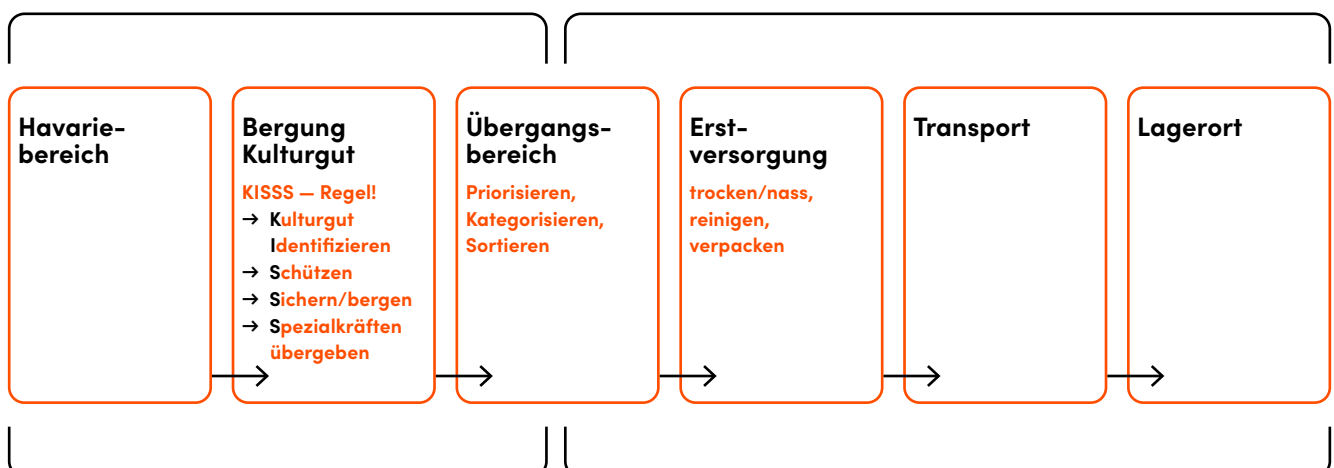 Havarie-
bereich
Bergung
Kulturgut
KISSS — Regel!
→ Kulturgut
Identifizieren
→ Schützen
→ Sichern/bergen
→ Spezialkräften
übergeben
Übergangs-
bereich
Priorisieren,
Kategorisieren,
Sortieren
Erst-
versorgung
trocken/nass,
reinigen,
verpacken
Transport
Lagerort